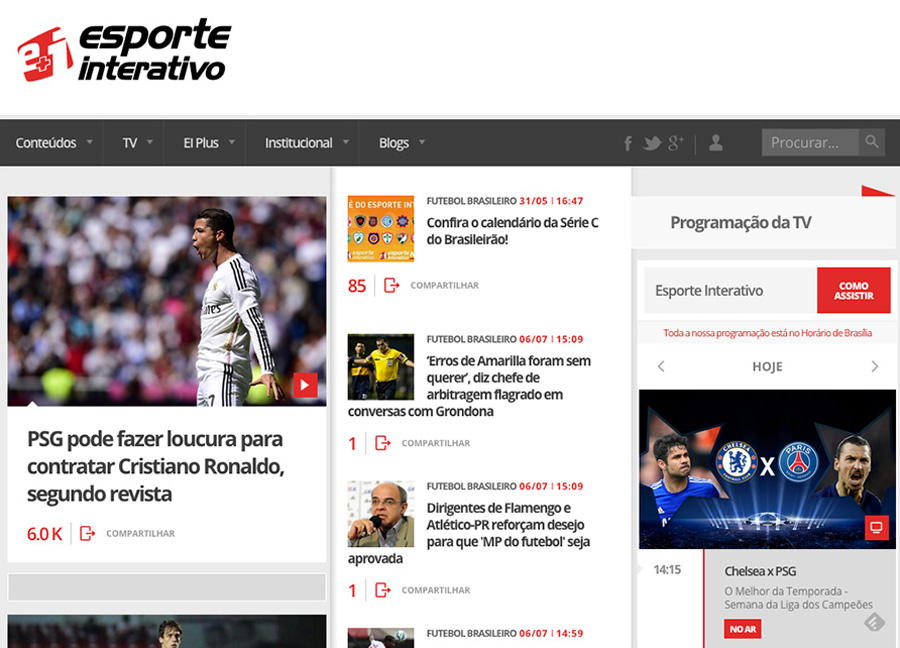 esporte
interativo
Conteúdos
TV
EI Plus
Institucional
Blogs
Procurar...
PSG pode fazer loucura para
contratar Cristiano Ronaldo,
segundo revista
6.0 K
COMPARTILHAR
É DO ESPORTE INT
FUTEBOL BRASILEIRO 31/05 | 16:47
Confira o calendário da Série C
do Brasileirão!
85
COMPARTILHAR
FUTEBOL BRASILEIRO 06/07 | 15:09
‘Erros de Amarilla foram sem
querer’, diz chefe de
arbitragem flagrado em
conversas com Grondona
1
COMPARTILHAR
FUTEBOL BRASILEIRO 06/07 | 15:09
Dirigentes de Flamengo e
Atlético-PR reforçam desejo
para que 'MP do futebol' seja
aprovada
1
COMPARTILHAR
FUTEBOL BRASILEIRO 06/07 | 14:59
Programação da TV
Esporte Interativo
COMO
ASSISTIR
Toda a nossa programação está no Horário de Brasília
HOJE
CHELSEA
X
PARIS
14:15
Chelsea x PSG
O Melhor da Temporada -
Semana da Liga dos Campeões
NO AR